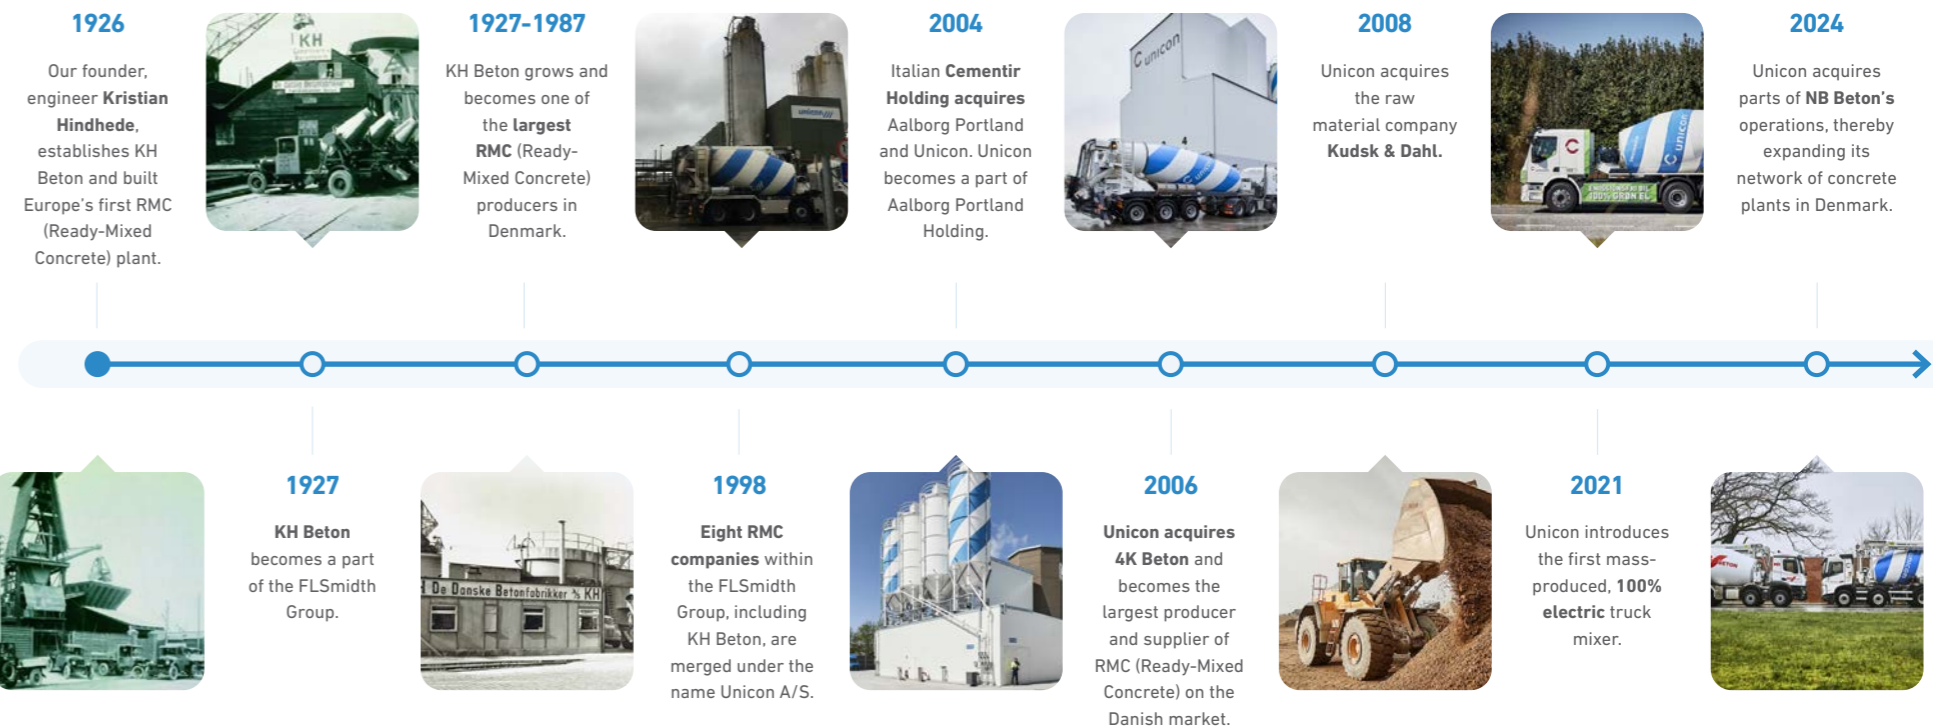 1926
Our founder,
engineer Kristian
Hindhede,
establishes KH
Beton and built
Europe's first RMC
(Ready-Mixed
Concrete) plant.
KH
1927
KH Beton
becomes a part
of the FLSmidth
Group.
1927-1987
KH Beton grows and
becomes one of
the largest
RMC (Ready-
Mixed Concrete)
producers in
Denmark.
H De Danske Betonfabrikker A/S KH
unicon
1998
Eight RMC
companies within
the FLSmidth
Group, including
KH Beton, are
merged under the
name Unicon A/S.
2004
Italian Cementir
Holding acquires
Aalborg Portland
and Unicon. Unicon
becomes a part of
Aalborg Portland
Holding.
unicon
unicon
2006
Unicon acquires
4K Beton and
becomes the
largest producer
and supplier of
RMC (Ready-Mixed
Concrete) on the
Danish market.
2008
Unicon acquires
the raw
material company
Kudsk & Dahl.
unicon
100% GRØN EL
2021
Unicon introduces
the first mass-
produced, 100%
electric truck
mixer.
2024
Unicon acquires
parts of NB Beton's
operations, thereby
expanding its
network of concrete
plants in Denmark.
BETON